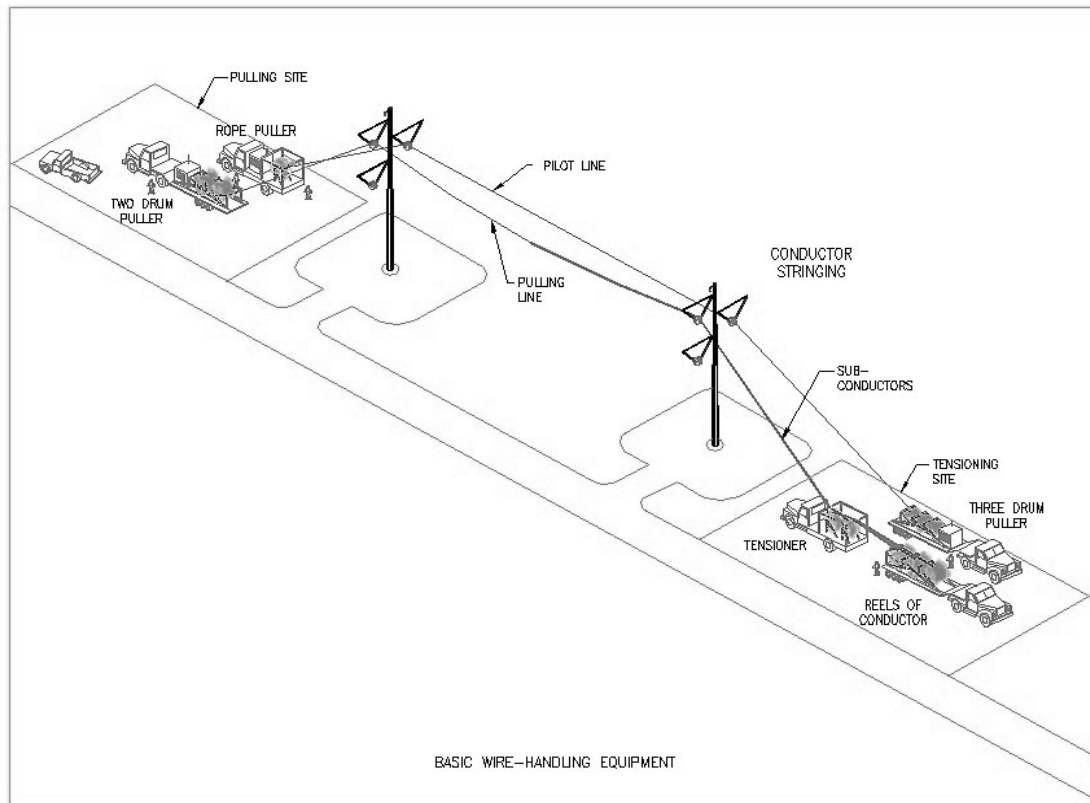 PULLING SITE
ROPE PULLER
TWO DRUM
PULLER
PILOT LINE
PULLING
LINE
CONDUCTOR
STRINGING
SUB-
CONDUCTORS
TENSIONING
SITE
THREE DRUM
PULLER
TENSIONER
REELS OF
CONDUCTOR
BASIC WIRE-HANDLING EQUIPMENT